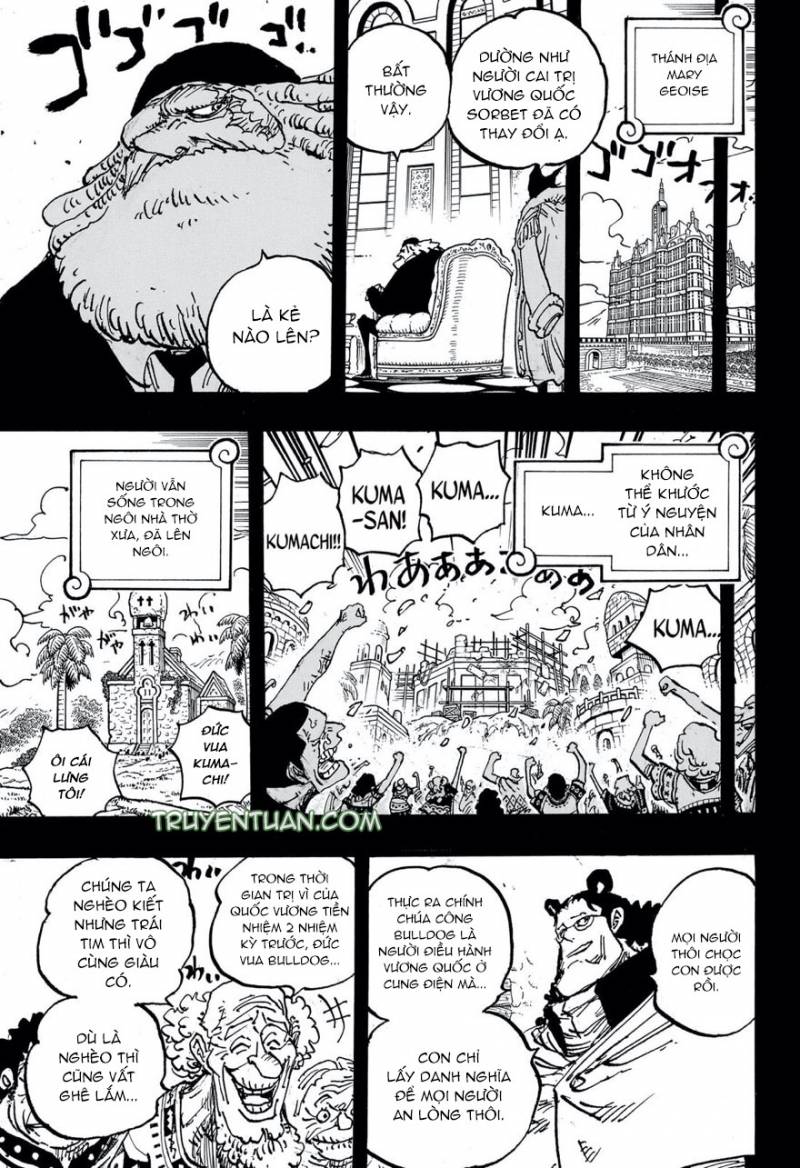 THÁNH ĐỊA
MARY
GEOISE
ゴゴゴオォ
DƯỜNG NHƯ
NGƯỜI CAI TRỊ
VƯƠNG QUỐC
SORBET ĐÃ CÓ
THAY ĐỔI Ạ.
BẤT
THƯỜNG
VẬY.
LÀ KẺ
NÀO LÊN?
KHÔNG
THỂ KHƯỚC
TỪ Ý NGUYỆN
CỦA NHÂN
DÂN...
KUMA...
KUMA...
KUMA...
KUMA
-SAN!
KUMACHI!!
わあああ
NGƯỜI VẪN
SỐNG TRONG
NGÔI NHÀ THỜ
XƯA, ĐÃ LÊN
NGÔI.
ĐỨC
VUA
KUMA-
CHI!
ÔI CÁI
LƯNG
TÔI!
TRUYENTUAN.COM
MỌI NGƯỜI
THÔI CHỌC
CON ĐƯỢC
RỒI.
THỰC RA CHÍNH
CHÚA CÔNG
BULLDOG LÀ
NGƯỜI ĐIỀU HÀNH
VƯƠNG QUỐC Ở
CUNG ĐIỆN MÀ...
CON CHỈ
LẤY DANH NGHĨA
ĐỂ MỌI NGƯỜI
AN LÒNG THÔI.
TRONG THỜI
GIAN TRỊ VÌ CỦA
QUỐC VƯƠNG TIỀN
NHIỆM 2 NHIỆM
KỲ TRƯỚC, ĐỨC
VUA BULLDOG...
CHÚNG TA
NGHÈO KIẾT
NHƯNG TRÁI
TIM THÌ VÔ
CÙNG GIÀU
CÓ.
DÙ LÀ
NGHÈO THÌ
CŨNG VẤT
GHÊ LẮM...